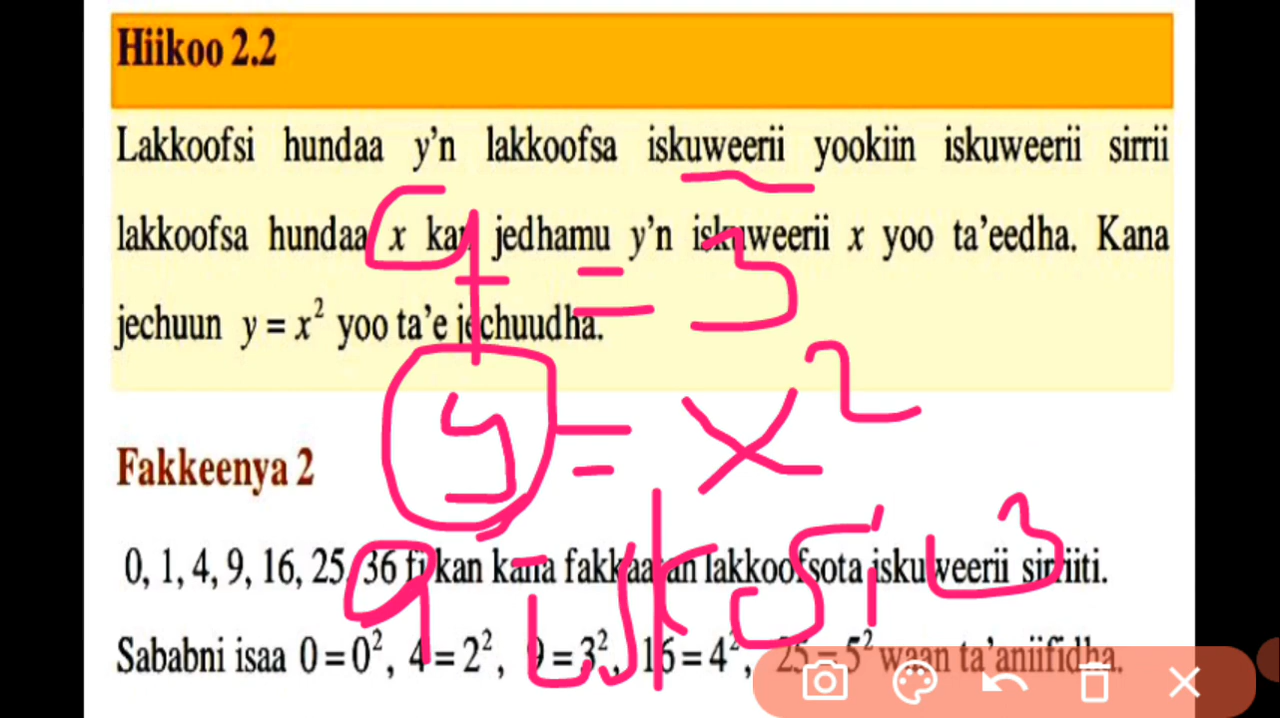 Hiikoo 2.2
Lakkoofsi hundaa y'n lakkoofsa iskuweerii yookiin iskuweerii sirrii
lakkoofsa hundaa x kan jedhamu y'n iskuweerii x yoo ta'eedha. Kana
9 = 3
jechuun y = x² yoo ta'e jechuudha.
y = x²
Fakkeenya 2
0, 1, 4, 9, 16, 25, 36 fi kan kana fakkaatan lakkoofsota iskuweerii sirriiti.
Sababni isaa 0 = 0², 4 = 2², 9 = 3², 16 = 4², 25 = 5² waan ta'aniifidha.